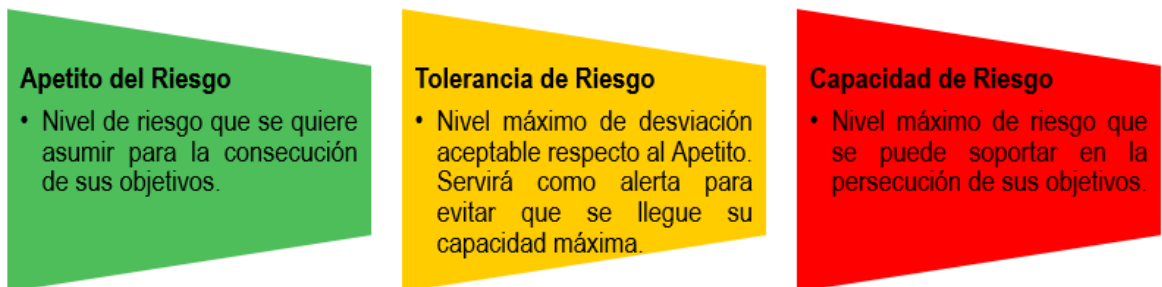 Apetito del Riesgo
• Nivel de riesgo que se quiere
asumir para la consecución
de sus objetivos.
Tolerancia de Riesgo
• Nivel máximo de desviación
aceptable respecto al Apetito.
Servirá como alerta para
evitar que se llegue su
capacidad máxima.
Capacidad de Riesgo
• Nivel máximo de riesgo que
se puede soportar en la
persecución de sus objetivos.